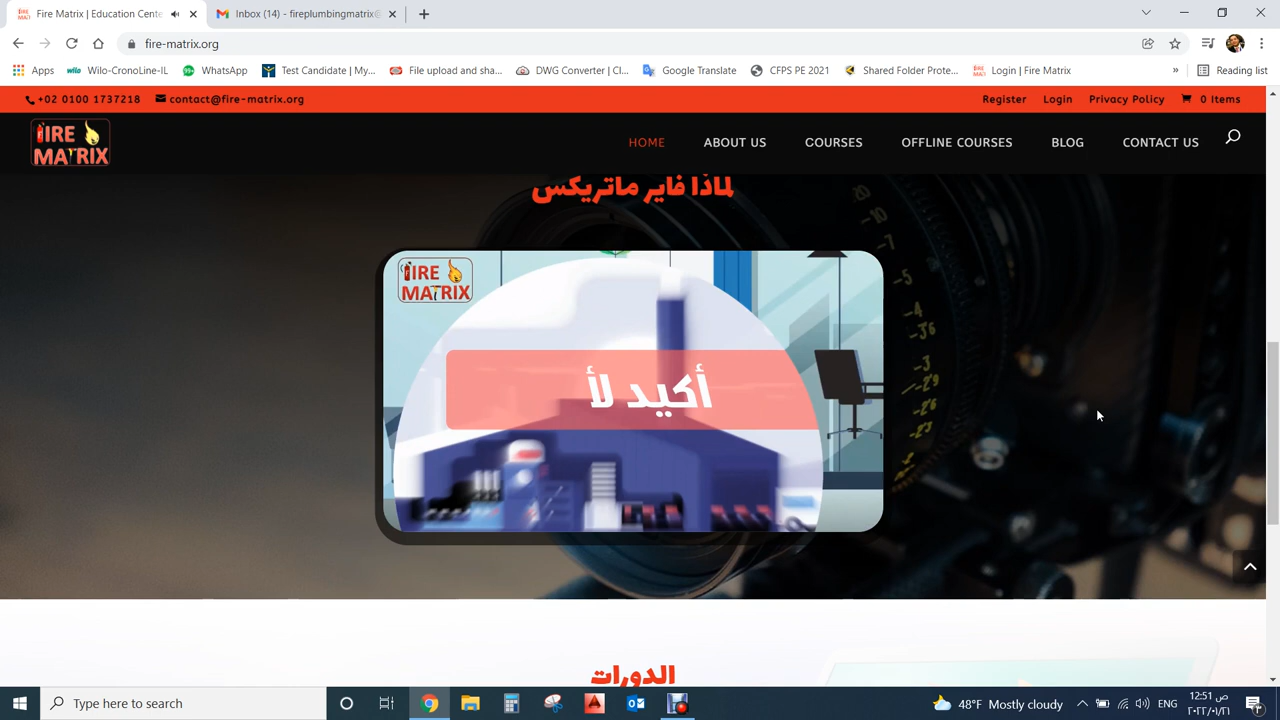 Fire Matrix | Education Cente
Inbox (14) - fireplumbingmatrix@
fire-matrix.org
Apps
wilo
Wilo-CronoLine-IL
99+
WhatsApp
Test Candidate | My...
File upload and sha...
DWG Converter | Cl...
Google Translate
CFPS PE 2021
Shared Folder Prote...
Login | Fire Matrix
»
Reading list
+02 0100 1737218
contact@fire-matrix.org
Register
Login
Privacy Policy
0 Items
FIRE
MATRIX
HOME
ABOUT US
COURSES
OFFLINE COURSES
BLOG
CONTACT US
لماذا فاير ماتريكس
FIRE
MATRIX
أكيد لأ
الدورات
Type here to search
48°F Mostly cloudy
ENG
12:51 ص